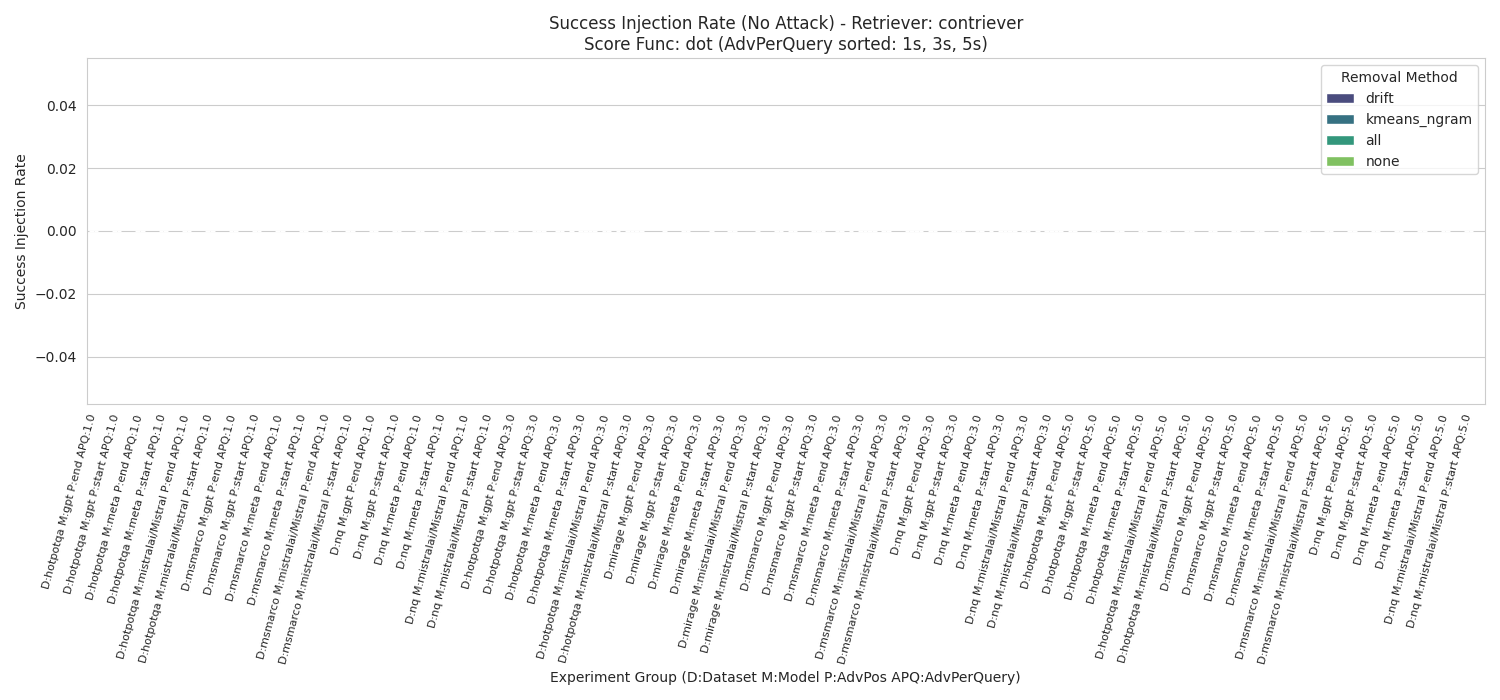 Success Injection Rate (No Attack) - Retriever: contriever
Score Func: dot (AdvPerQuery sorted: 1s, 3s, 5s)
Removal Method
drift
kmeans_ngram
all
none
Success Injection Rate
0.04
0.02
0.00
−0.02
−0.04
D:hotpotqa M:gpt P:end APQ:1.0
D:hotpotqa M:gpt P:start APQ:1.0
D:hotpotqa M:meta P:end APQ:1.0
D:hotpotqa M:meta P:start APQ:1.0
D:hotpotqa M:mistralai/Mistral P:end APQ:1.0
D:hotpotqa M:mistralai/Mistral P:start APQ:1.0
D:msmarco M:gpt P:end APQ:1.0
D:msmarco M:gpt P:start APQ:1.0
D:msmarco M:meta P:end APQ:1.0
D:msmarco M:meta P:start APQ:1.0
D:msmarco M:mistralai/Mistral P:end APQ:1.0
D:msmarco M:mistralai/Mistral P:start APQ:1.0
D:nq M:gpt P:end APQ:1.0
D:nq M:gpt P:start APQ:1.0
D:nq M:meta P:end APQ:1.0
D:nq M:meta P:start APQ:1.0
D:nq M:mistralai/Mistral P:end APQ:1.0
D:nq M:mistralai/Mistral P:start APQ:1.0
D:hotpotqa M:gpt P:end APQ:3.0
D:hotpotqa M:gpt P:start APQ:3.0
D:hotpotqa M:meta P:end APQ:3.0
D:hotpotqa M:meta P:start APQ:3.0
D:hotpotqa M:mistralai/Mistral P:end APQ:3.0
D:hotpotqa M:mistralai/Mistral P:start APQ:3.0
D:mirage M:gpt P:end APQ:3.0
D:mirage M:gpt P:start APQ:3.0
D:mirage M:meta P:end APQ:3.0
D:mirage M:meta P:start APQ:3.0
D:mirage M:mistralai/Mistral P:end APQ:3.0
D:mirage M:mistralai/Mistral P:start APQ:3.0
D:msmarco M:gpt P:end APQ:3.0
D:msmarco M:gpt P:start APQ:3.0
D:msmarco M:meta P:end APQ:3.0
D:msmarco M:meta P:start APQ:3.0
D:msmarco M:mistralai/Mistral P:end APQ:3.0
D:msmarco M:mistralai/Mistral P:start APQ:3.0
D:nq M:gpt P:end APQ:3.0
D:nq M:gpt P:start APQ:3.0
D:nq M:meta P:end APQ:3.0
D:nq M:meta P:start APQ:3.0
D:nq M:mistralai/Mistral P:end APQ:3.0
D:nq M:mistralai/Mistral P:start APQ:3.0
D:hotpotqa M:gpt P:end APQ:5.0
D:hotpotqa M:gpt P:start APQ:5.0
D:hotpotqa M:meta P:end APQ:5.0
D:hotpotqa M:meta P:start APQ:5.0
D:hotpotqa M:mistralai/Mistral P:end APQ:5.0
D:hotpotqa M:mistralai/Mistral P:start APQ:5.0
D:msmarco M:gpt P:end APQ:5.0
D:msmarco M:gpt P:start APQ:5.0
D:msmarco M:meta P:end APQ:5.0
D:msmarco M:meta P:start APQ:5.0
D:msmarco M:mistralai/Mistral P:end APQ:5.0
D:msmarco M:mistralai/Mistral P:start APQ:5.0
D:nq M:gpt P:end APQ:5.0
D:nq M:gpt P:start APQ:5.0
D:nq M:meta P:end APQ:5.0
D:nq M:meta P:start APQ:5.0
D:nq M:mistralai/Mistral P:end APQ:5.0
D:nq M:mistralai/Mistral P:start APQ:5.0
Experiment Group (D:Dataset M:Model P:AdvPos APQ:AdvPerQuery)